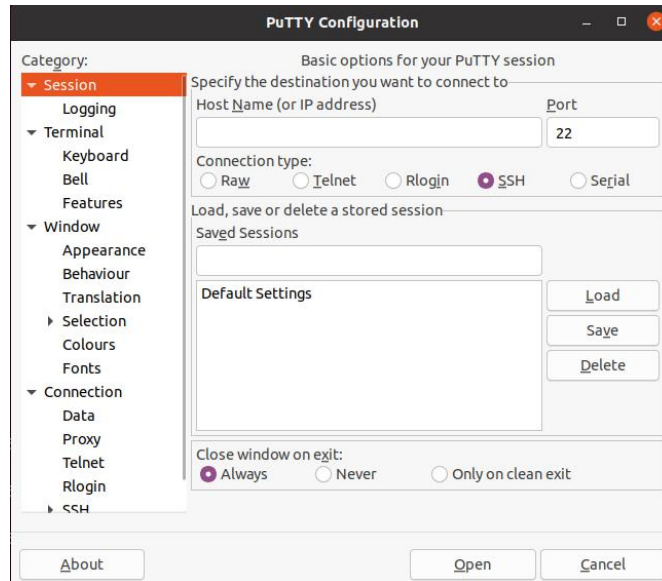 PuTTY Configuration
Category:
Session
Logging
Terminal
Keyboard
Bell
Features
Window
Appearance
Behaviour
Translation
Selection
Colours
Fonts
Connection
Data
Proxy
Telnet
Rlogin
SSH
Basic options for your PuTTY session
Specify the destination you want to connect to
Host Name (or IP address) Port
22
Connection type:
Raw Telnet Rlogin SSH Serial
Load, save or delete a stored session
Saved Sessions
Default Settings
Load
Save
Delete
Close window on exit:
Always Never Only on clean exit
About Open Cancel